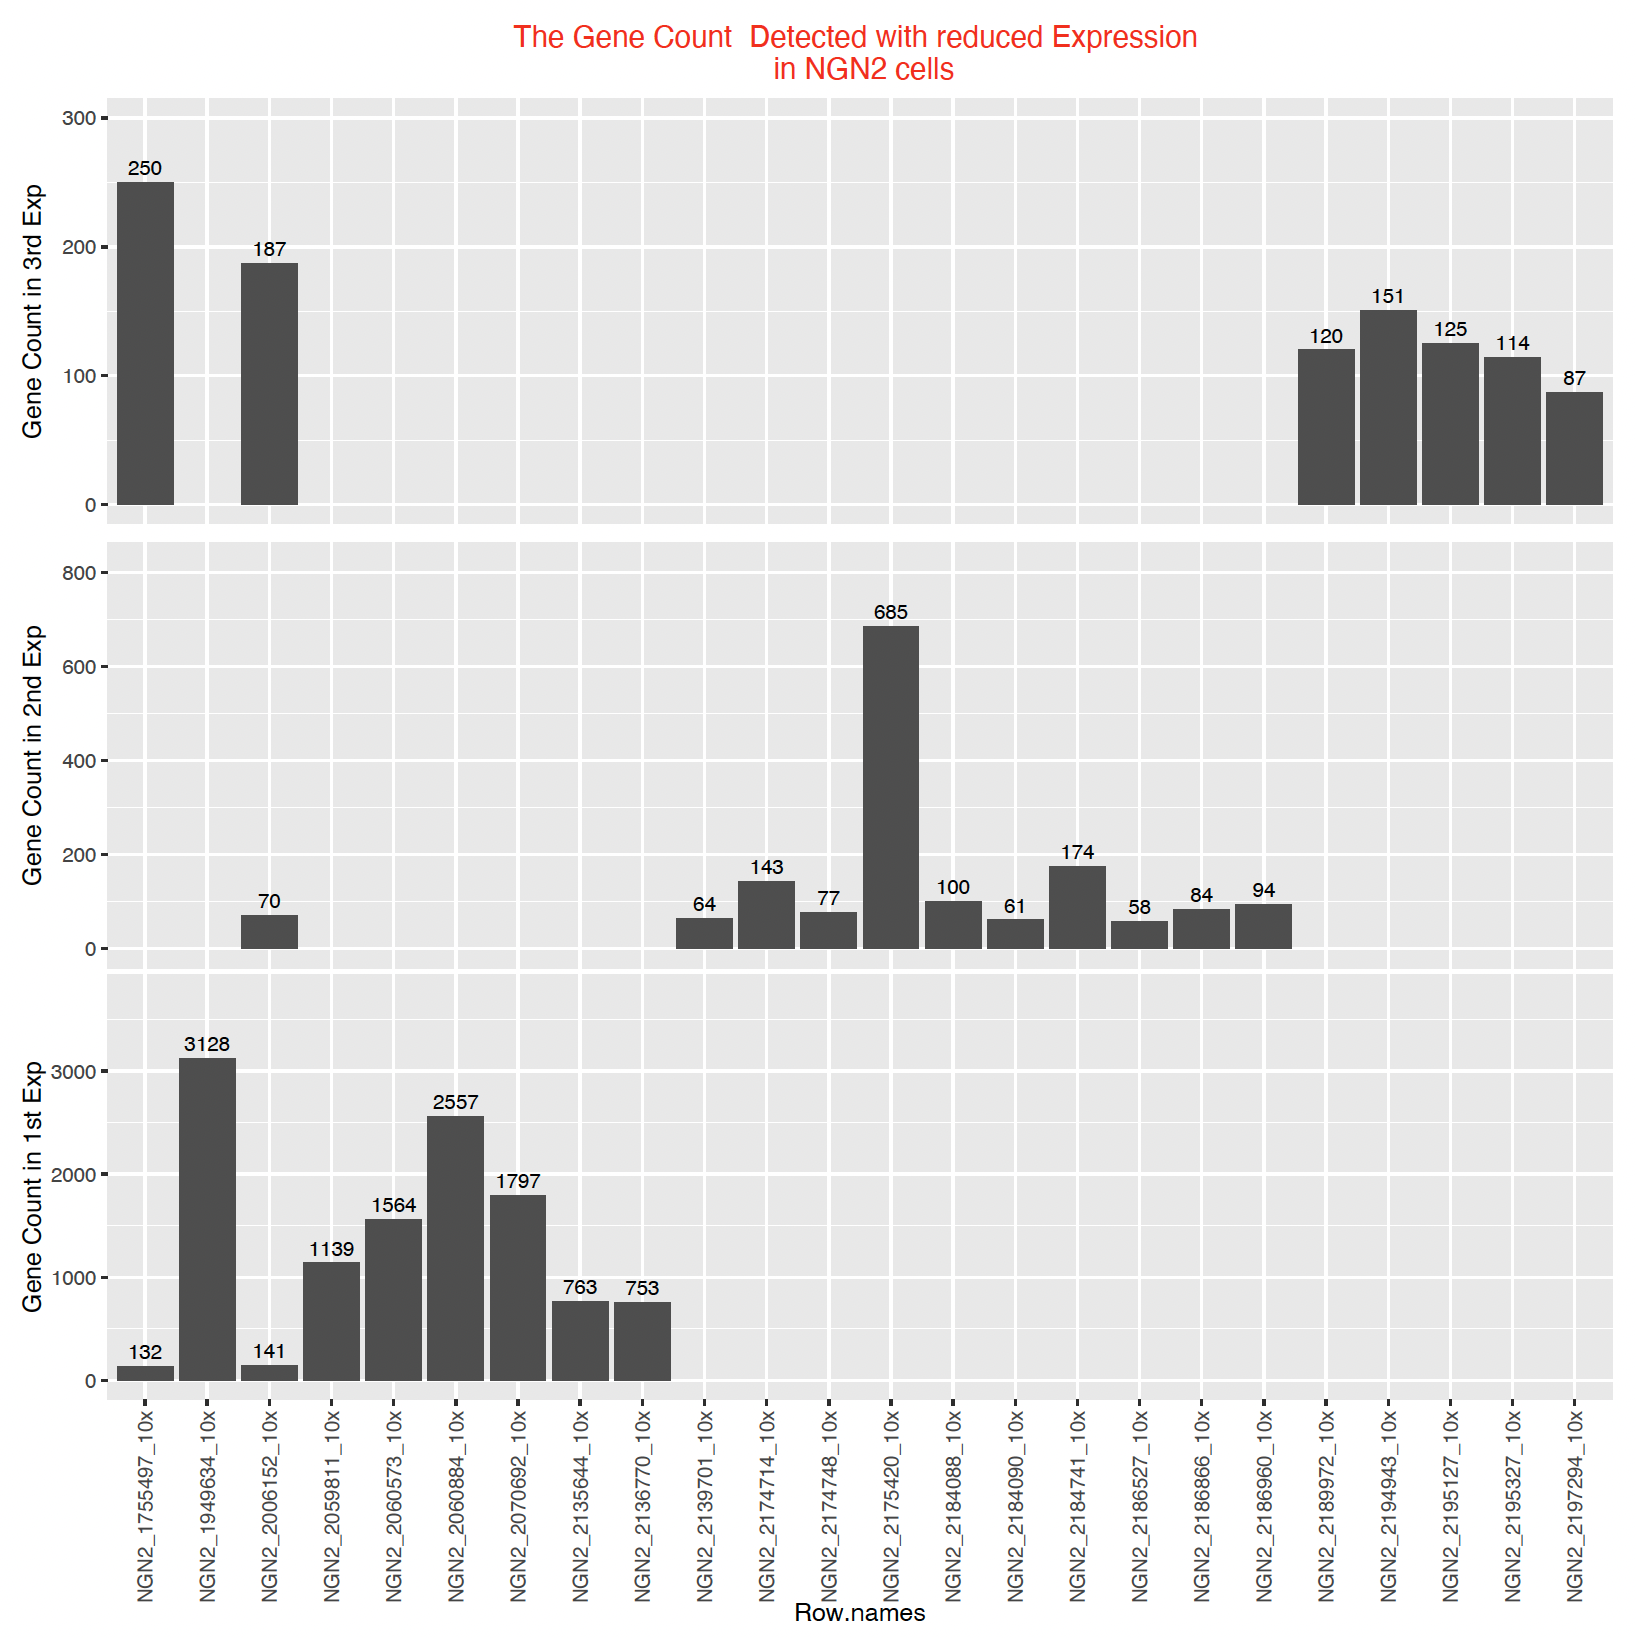 The Gene Count  Detected with reduced Expression
in NGN2 cells
Gene Count in 3rd Exp
300
200
100
0
250
187
120
151
125
114
87
Gene Count in 2nd Exp
800
600
400
200
0
70
64
143
77
685
100
61
174
58
84
94
Gene Count in 1st Exp
3000
2000
1000
0
132
3128
141
1139
1564
2557
1797
763
753
NGN2_1755497_10x
NGN2_1949634_10x
NGN2_2006152_10x
NGN2_2059811_10x
NGN2_2060573_10x
NGN2_2060884_10x
NGN2_2070692_10x
NGN2_2135644_10x
NGN2_2136770_10x
NGN2_2139701_10x
NGN2_2174714_10x
NGN2_2174748_10x
NGN2_2175420_10x
NGN2_2184088_10x
NGN2_2184090_10x
NGN2_2184741_10x
NGN2_2186527_10x
NGN2_2186866_10x
NGN2_2186960_10x
NGN2_2189972_10x
NGN2_2194943_10x
NGN2_2195127_10x
NGN2_2195327_10x
NGN2_2197294_10x
Row.names